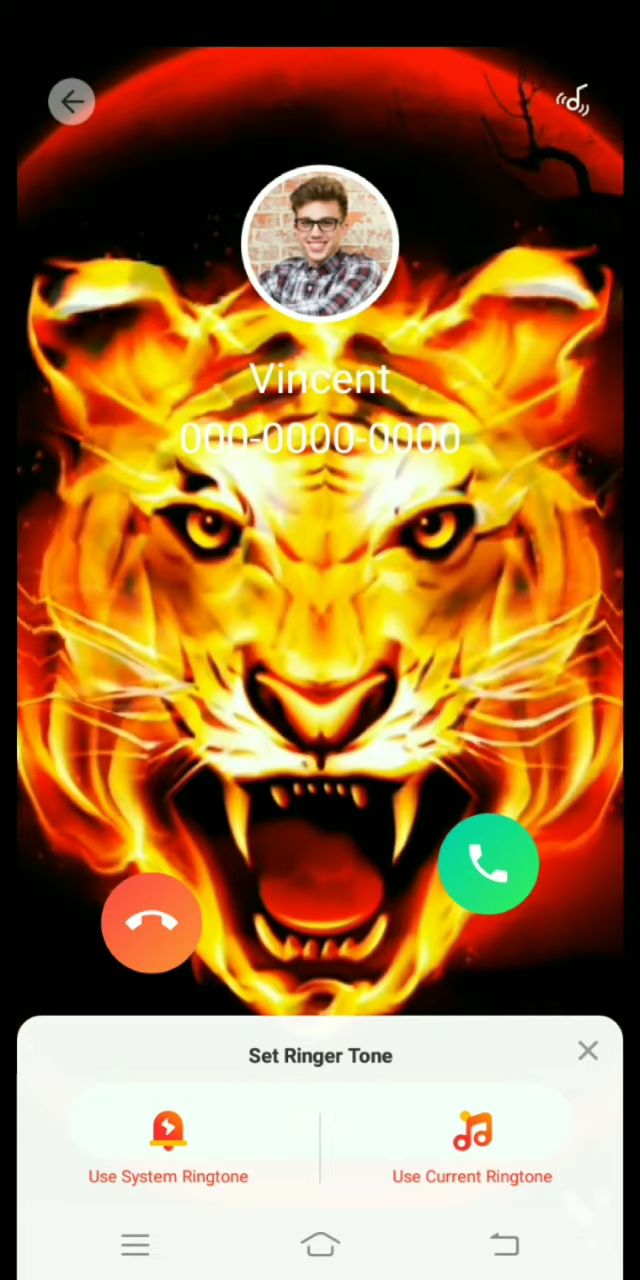 Vincent
000-0000-0000
Set Ringer Tone
Use System Ringtone
Use Current Ringtone